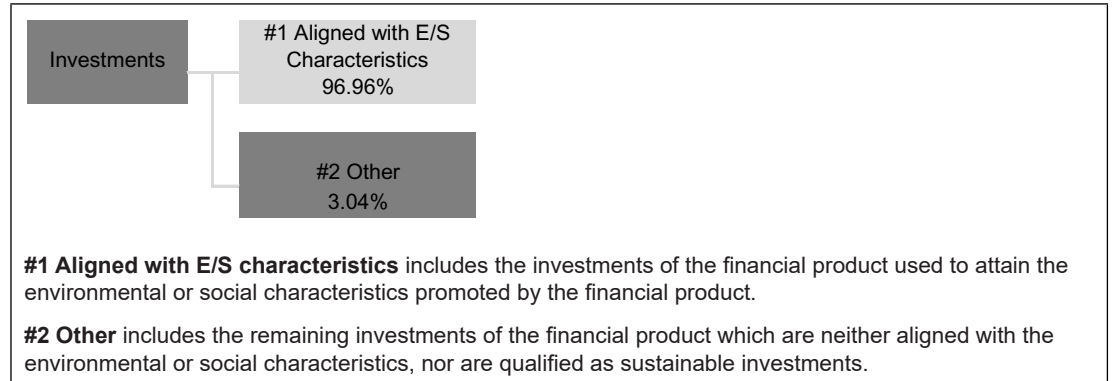 Investments
#1 Aligned with E/S
Characteristics
96.96%
#2 Other
3.04%
#1 Aligned with E/S characteristics includes the investments of the financial product used to attain the
environmental or social characteristics promoted by the financial product.
#2 Other includes the remaining investments of the financial product which are neither aligned with the
environmental or social characteristics, nor are qualified as sustainable investments.